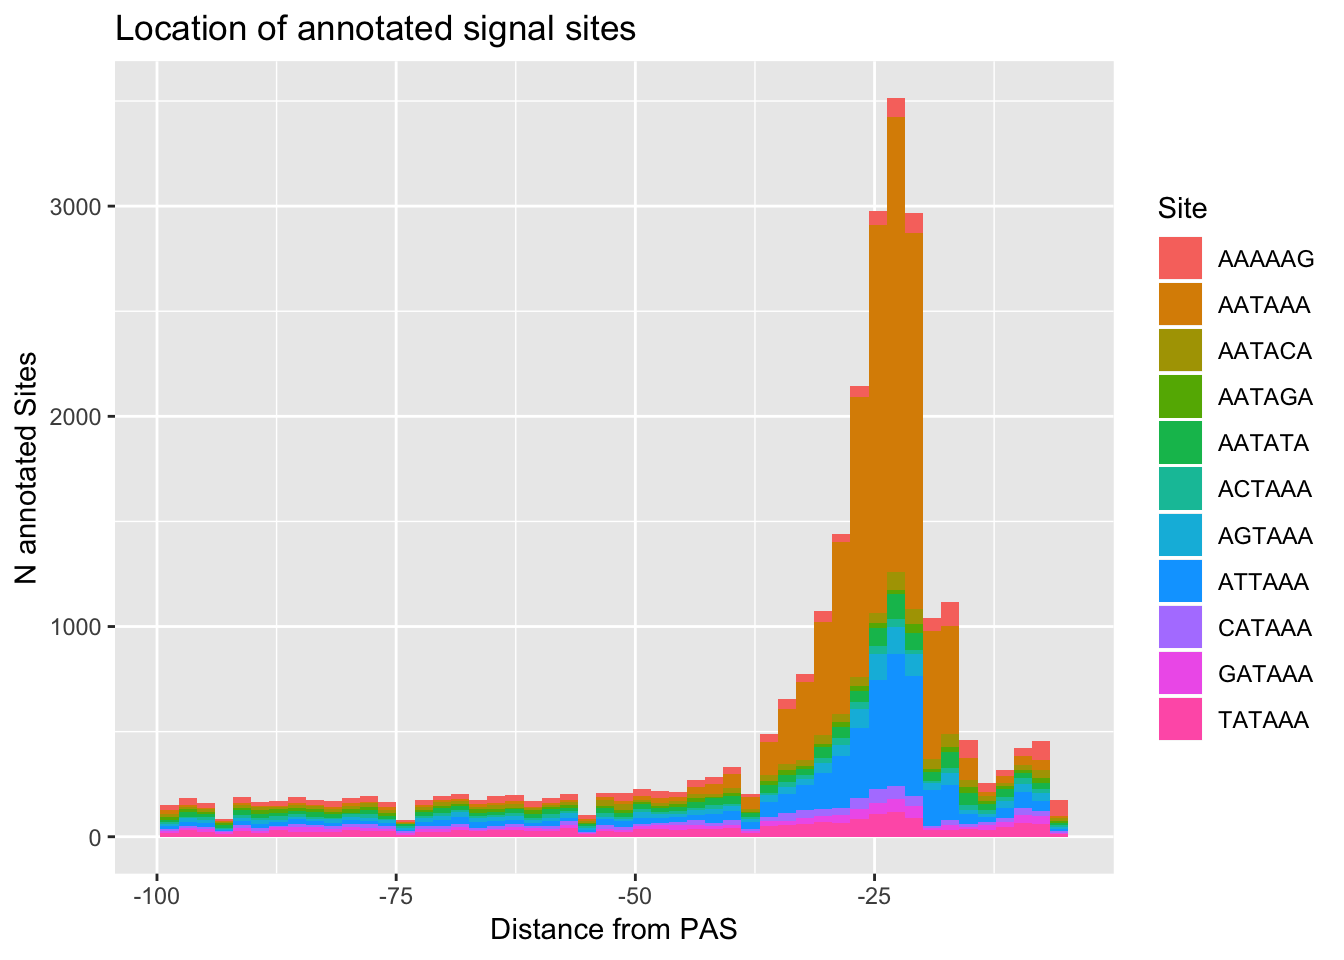 Location of annotated signal sites
N annotated Sites
3000
2000
1000
0
-100
-75
-50
-25
Distance from PAS
Site
AAAAAG
AATAAA
AATACA
AATAGA
AATATA
ACTAAA
AGTAAA
ATTAAA
CATAAA
GATAAA
TATAAA